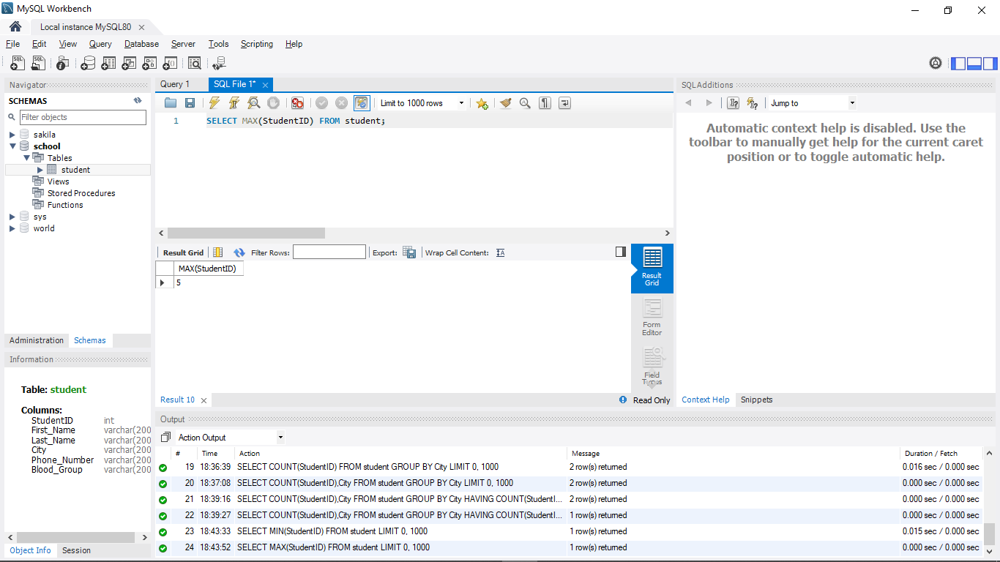 MySQL Workbench
Local instance MySQL80
File Edit View Query Database Server Tools Scripting Help
Navigator
SCHEMAS
Filter objects
sakila
school
Tables
student
Views
Stored Procedures
Functions
sys
world
Administration Schemas
Information
Table: student
Columns:
StudentID int
First_Name varchar(200
Last_Name varchar(200
City varchar(200
Phone_Number varchar(200
Blood_Group varchar(200
Object Info Session
Query 1 SQL File 1*
Limit to 1000 rows
1 SELECT MAX(StudentID) FROM student;
Result Grid Filter Rows: Export: Wrap Cell Content:
MAX(StudentID)
5
Result
Grid
Form
Editor
Field
Types
Result 10 Read Only
SQLAdditions
Jump to
Automatic context help is disabled. Use the
toolbar to manually get help for the current caret
position or to toggle automatic help.
Context Help Snippets
Output
Action Output
# Time Action Message Duration / Fetch
19 18:36:39 SELECT COUNT(StudentID) FROM student GROUP BY City LIMIT 0, 1000 2 row(s) returned 0.016 sec / 0.000 sec
20 18:37:08 SELECT COUNT(StudentID),City FROM student GROUP BY City LIMIT 0, 1000 2 row(s) returned 0.000 sec / 0.000 sec
21 18:39:16 SELECT COUNT(StudentID),City FROM student GROUP BY City HAVING COUNT(StudentI... 2 row(s) returned 0.000 sec / 0.000 sec
22 18:39:27 SELECT COUNT(StudentID),City FROM student GROUP BY City HAVING COUNT(StudentI... 1 row(s) returned 0.000 sec / 0.000 sec
23 18:43:33 SELECT MIN(StudentID) FROM student LIMIT 0, 1000 1 row(s) returned 0.015 sec / 0.000 sec
24 18:43:52 SELECT MAX(StudentID) FROM student LIMIT 0, 1000 1 row(s) returned 0.000 sec / 0.000 sec